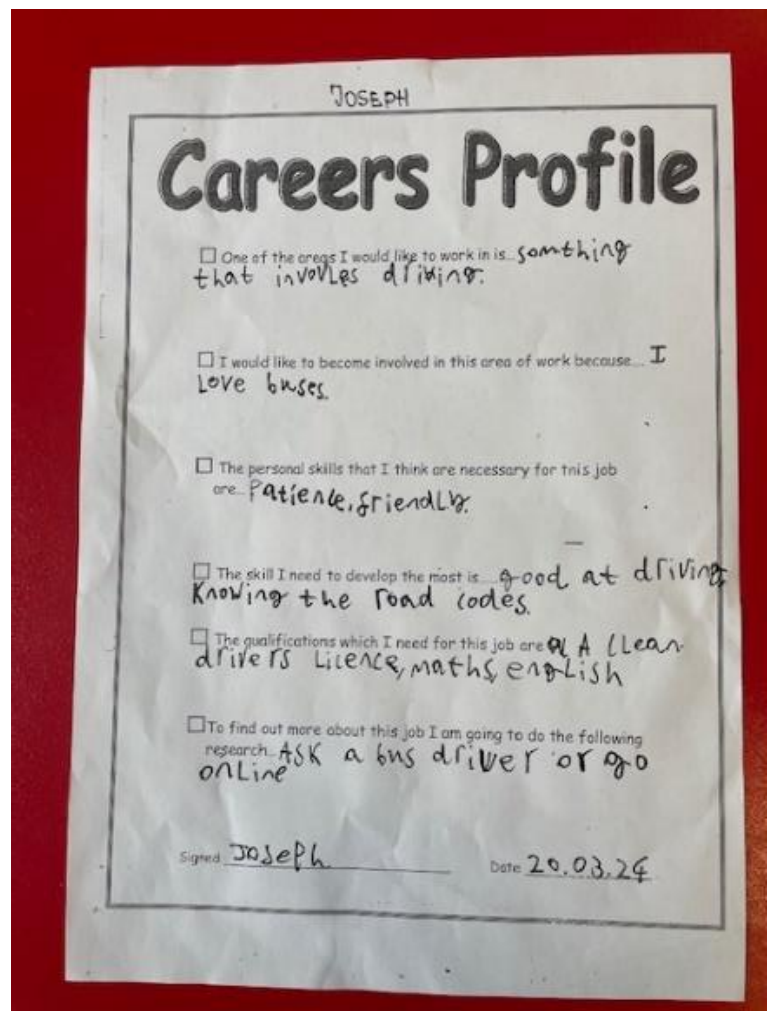 JOSEPH
Careers Profile
☐ One of the areas I would like to work in is... somthing
that invovles driving.
☐ I would like to become involved in this area of work because... I
Love buses.
☐ The personal skills that I think are necessary for this job
are... Patience, friendly.
☐ The skill I need to develop the most is... good at driving
Knowing the road codes.
☐ The qualifications which I need for this job are A Clean
drivers Licence, maths, english
☐ To find out more about this job I am going to do the following
research... ASK a bus driver or go
onLine
Signed Joseph Date 20.03.24